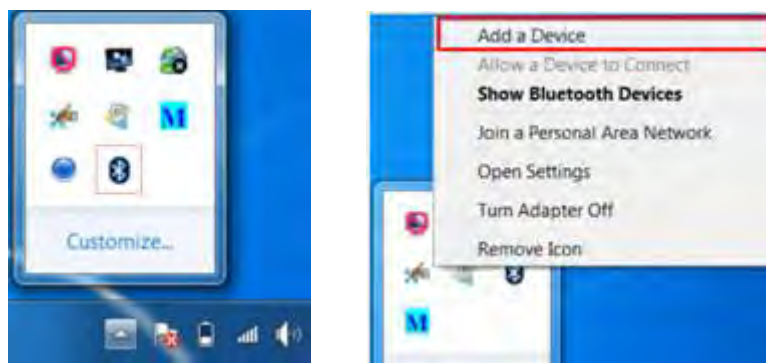 M
Customize...
Add a Device
Allow a Device to Connect
Show Bluetooth Devices
Join a Personal Area Network
Open Settings
Turn Adapter Off
Remove Icon
M